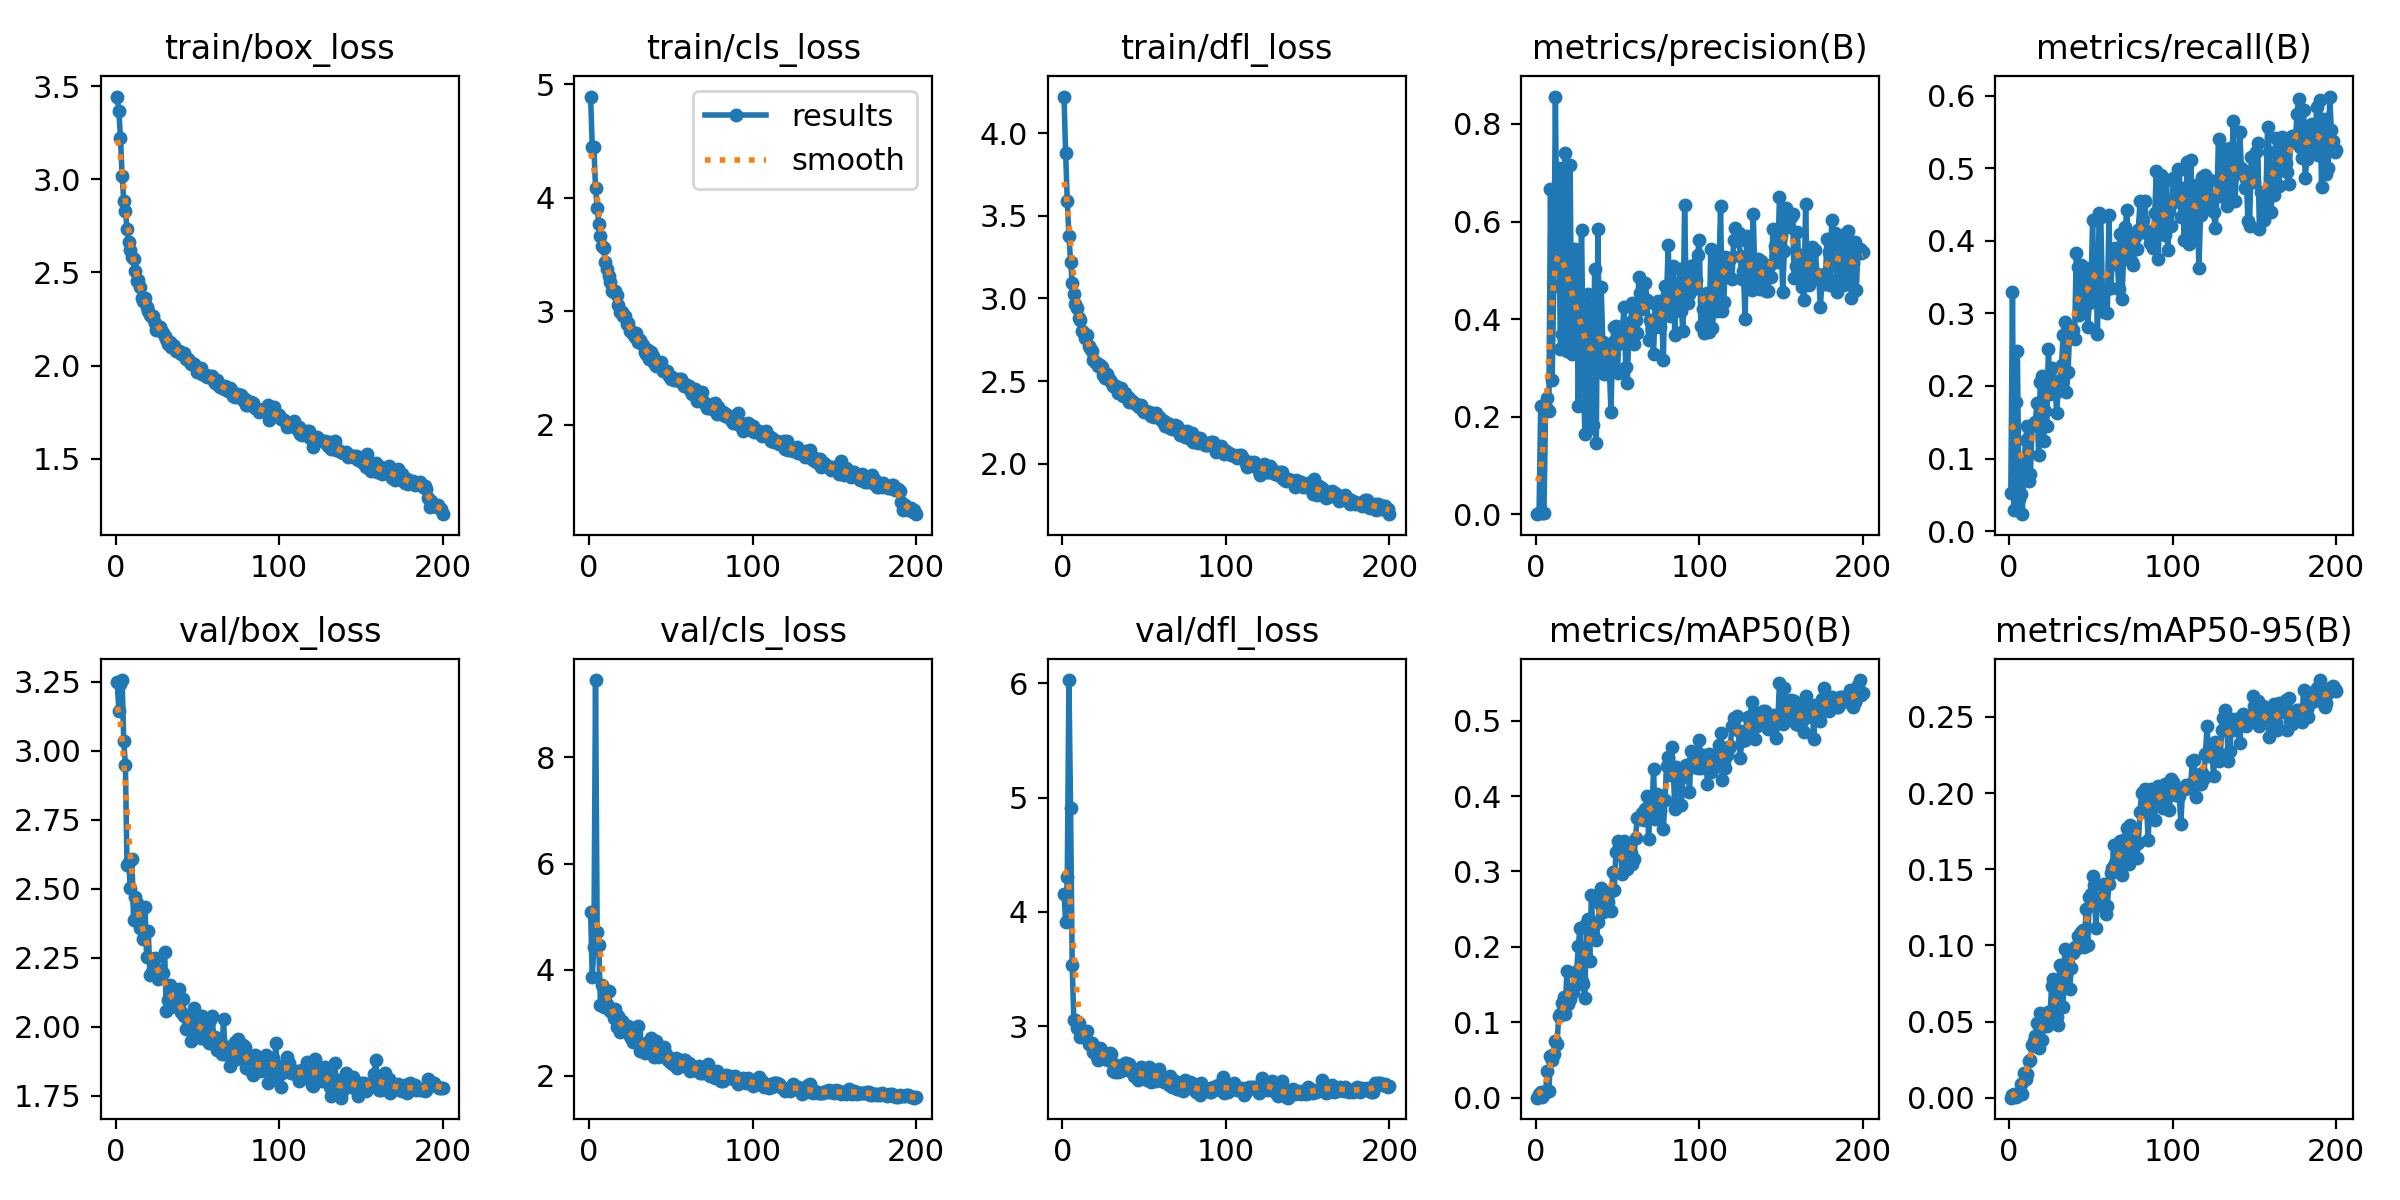 train/box_loss
3.5
3.0
2.5
2.0
1.5
0 100 200
train/cls_loss
results
smooth
5
4
3
2
0 100 200
train/dfl_loss
4.0
3.5
3.0
2.5
2.0
0 100 200
metrics/precision(B)
0.8
0.6
0.4
0.2
0.0
0 100 200
metrics/recall(B)
0.6
0.5
0.4
0.3
0.2
0.1
0.0
0 100 200
val/box_loss
3.25
3.00
2.75
2.50
2.25
2.00
1.75
0 100 200
val/cls_loss
8
6
4
2
0 100 200
val/dfl_loss
6
5
4
3
0 100 200
metrics/mAP50(B)
0.5
0.4
0.3
0.2
0.1
0.0
0 100 200
metrics/mAP50-95(B)
0.25
0.20
0.15
0.10
0.05
0.00
0 100 200